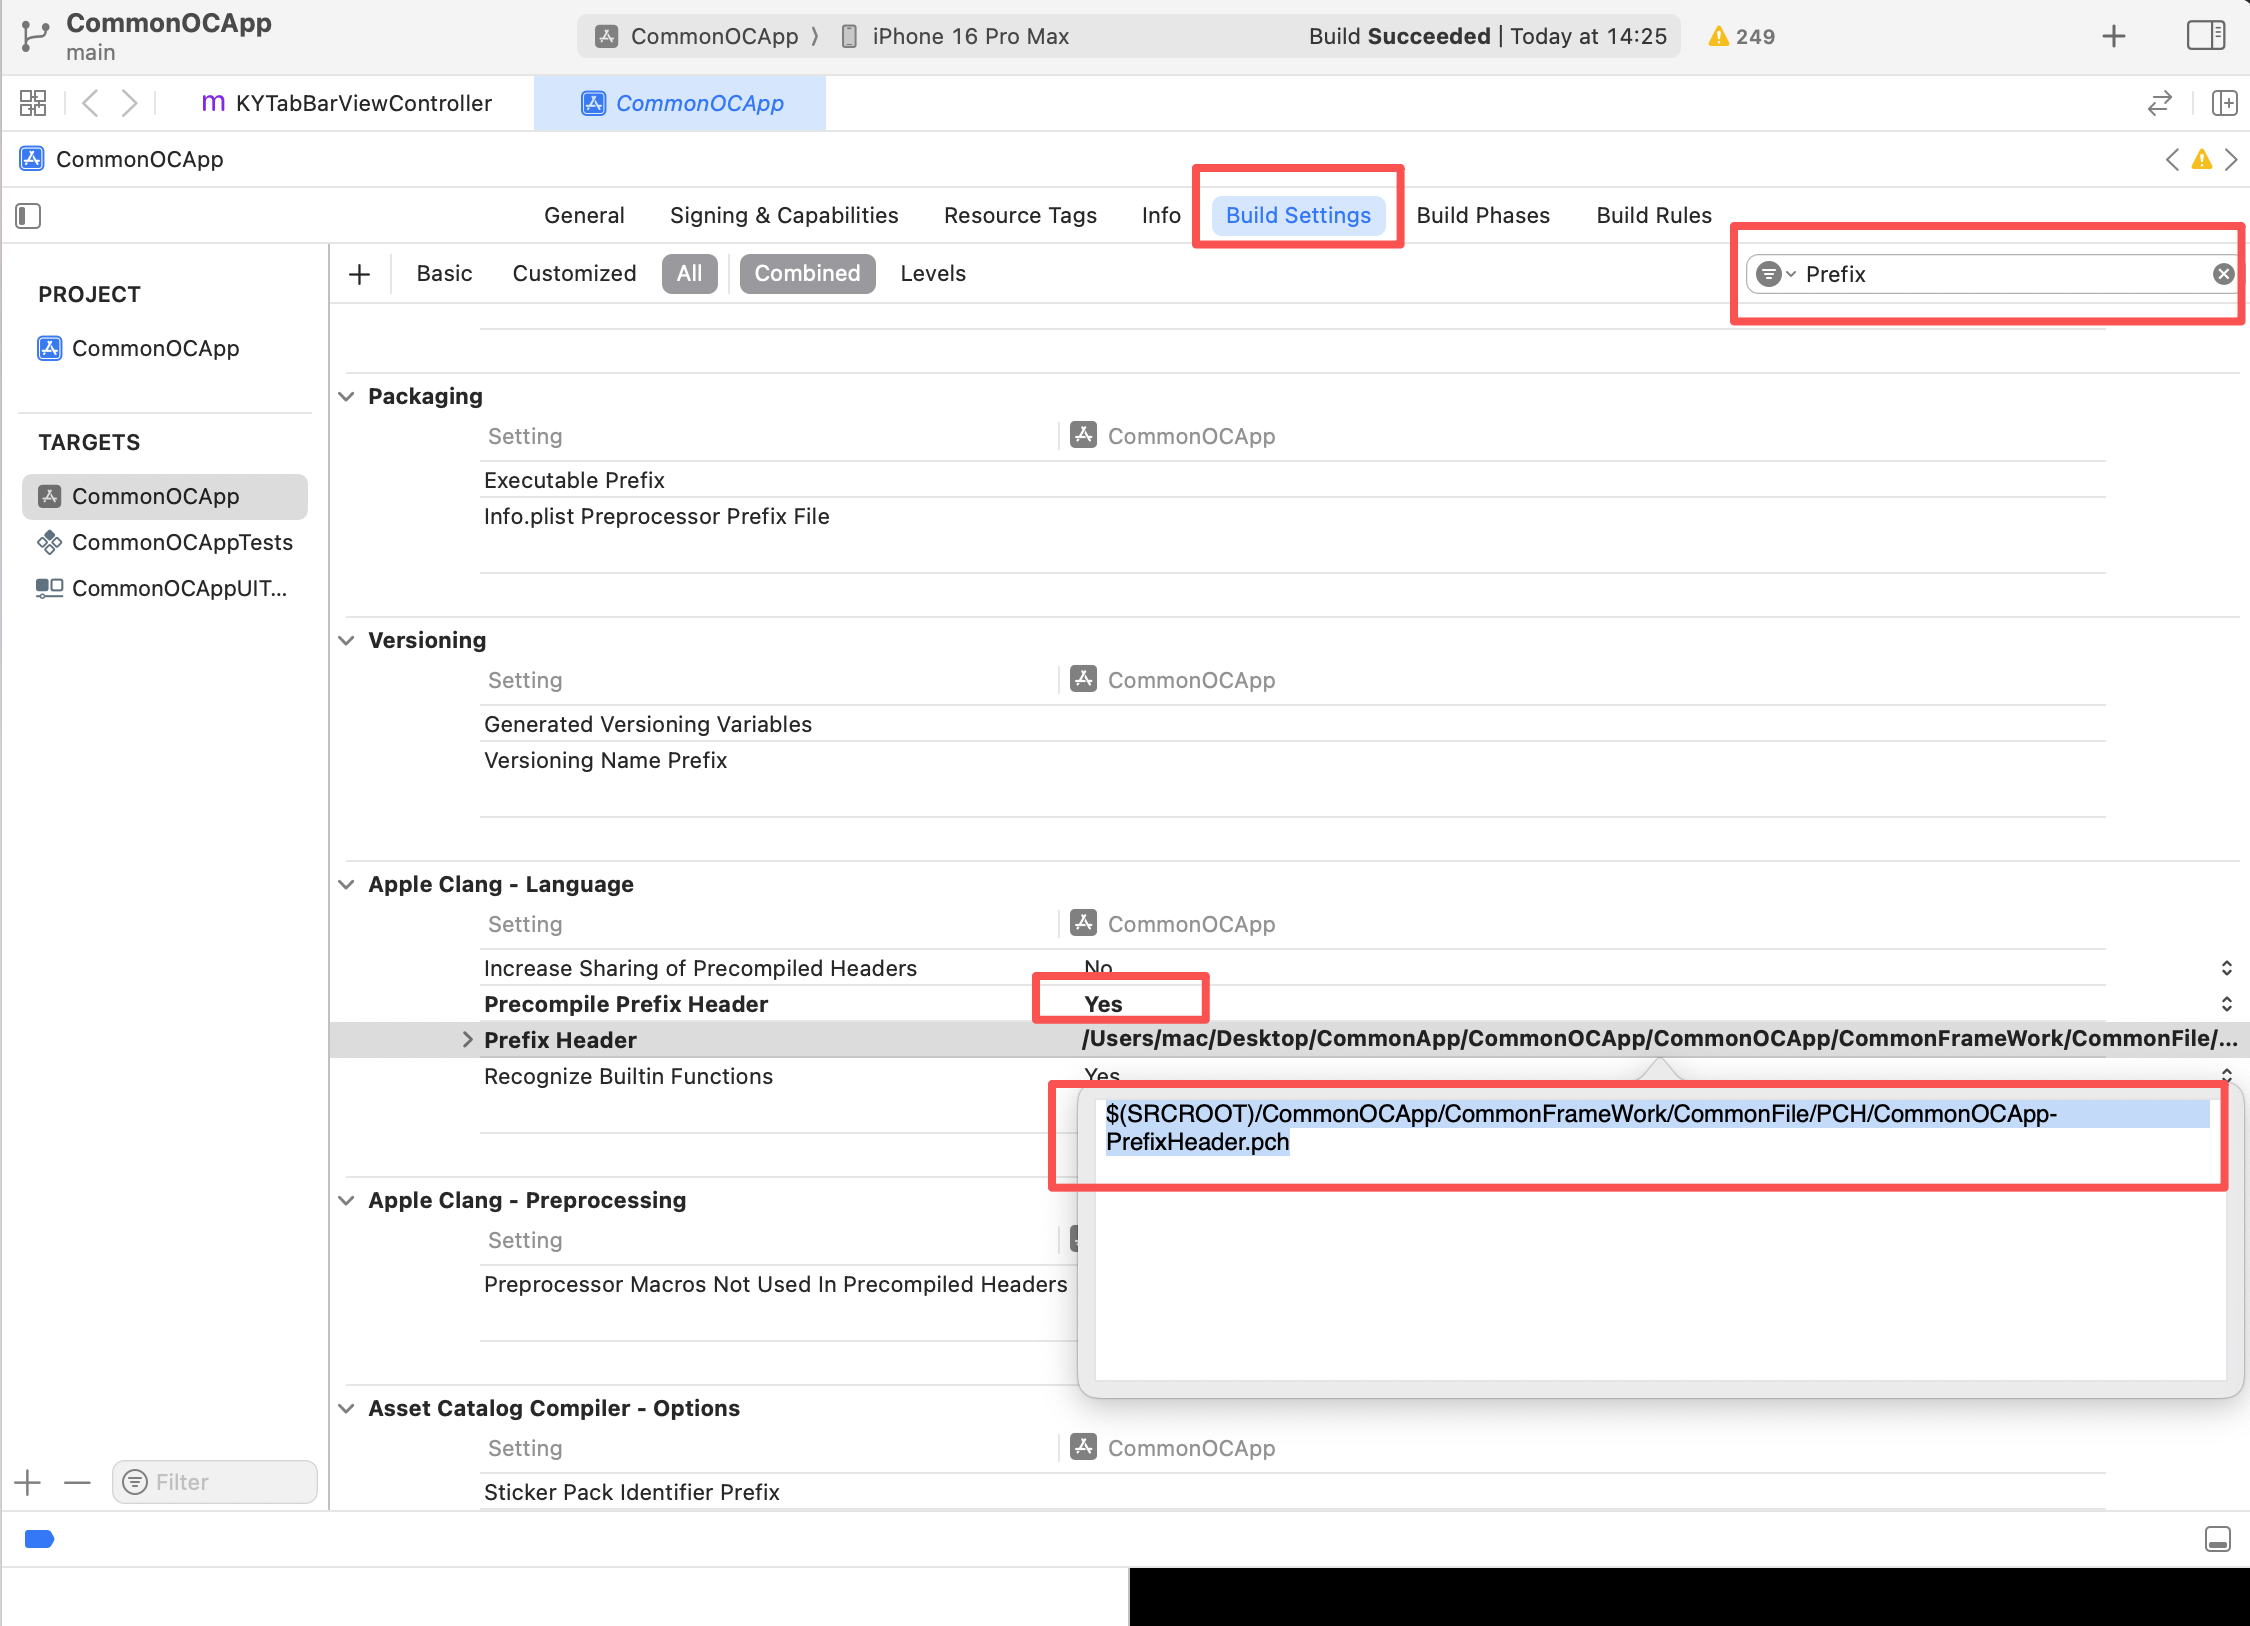 CommonOCApp
main
CommonOCApp 〉 iPhone 16 Pro Max
Build Succeeded | Today at 14:25
249
m KYTabBarViewController
CommonOCApp
CommonOCApp
General
Signing & Capabilities
Resource Tags
Info
Build Settings
Build Phases
Build Rules
Basic
Customized
All
Combined
Levels
Prefix
PROJECT
CommonOCApp
TARGETS
CommonOCApp
CommonOCAppTests
CommonOCAppUIT...
Packaging
Setting CommonOCApp
Executable Prefix
Info.plist Preprocessor Prefix File
Versioning
Setting CommonOCApp
Generated Versioning Variables
Versioning Name Prefix
Apple Clang - Language
Setting CommonOCApp
Increase Sharing of Precompiled Headers No
Precompile Prefix Header Yes
Prefix Header /Users/mac/Desktop/CommonApp/CommonOCApp/CommonOCApp/CommonFrameWork/CommonFile/...
Recognize Builtin Functions Yes
$(SRCROOT)/CommonOCApp/CommonFrameWork/CommonFile/PCH/CommonOCApp-
PrefixHeader.pch
Apple Clang - Preprocessing
Setting
Preprocessor Macros Not Used In Precompiled Headers
Asset Catalog Compiler - Options
Setting CommonOCApp
Sticker Pack Identifier Prefix
Filter